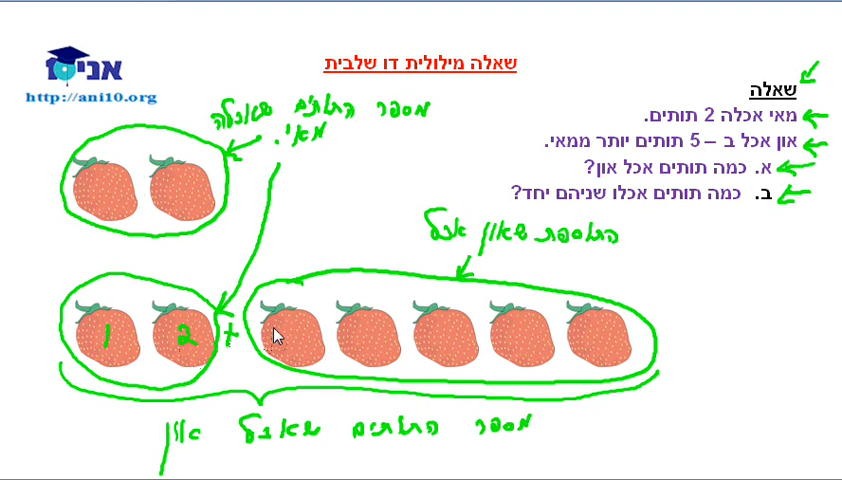 שאלה מילולית דו שלבית
אני10
http://ani10.org
שאלה
מאי אכלה 2 תותים.
און אכל ב – 5 תותים יותר ממאי.
א. כמה תותים אכל און?
ב. כמה תותים אכלו שניהם יחד?
מספר התותים שאכלה
מאי.
התוספת שאון אכל
1 2 +
מספר התותים שאכל און